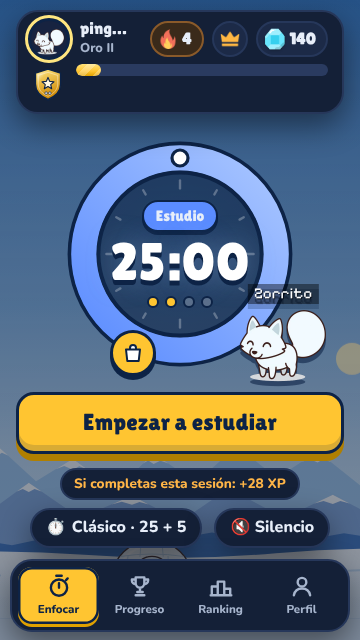 ping...
Oro II
4
140
Estudio
25:00
Zorrito
Empezar a estudiar
Si completas esta sesión: +28 XP
Clásico · 25 + 5
Silencio
Enfocar
Progreso
Ranking
Perfil